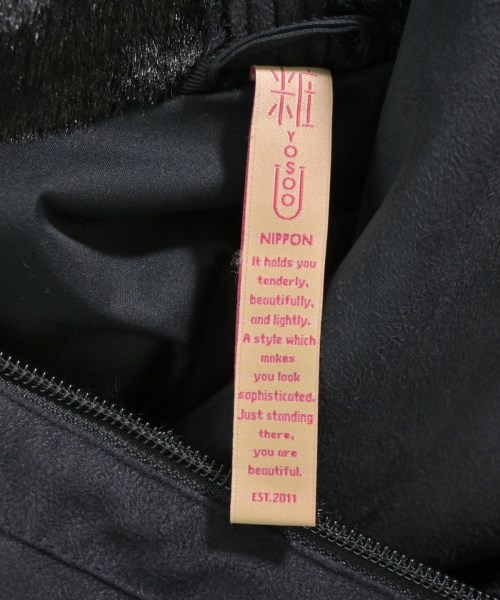 粧
YOSOO
NIPPON
It holds you
tenderly,
beautifully,
and lightly.
A style which
makes
you look
sophisticated.
Just standing
there,
you are
beautiful.
EST.2011